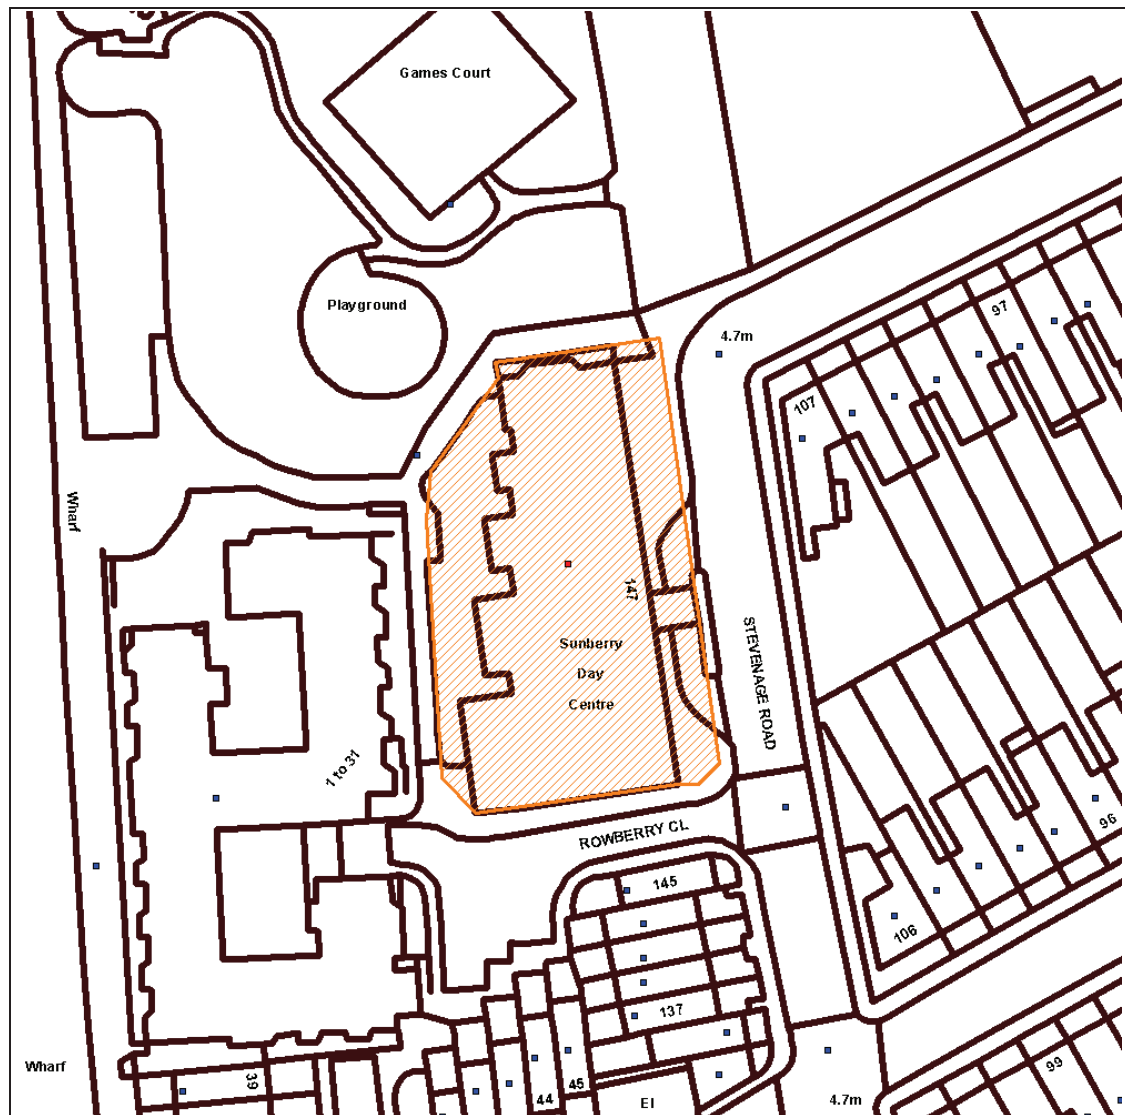 Games Court
Playground
4.7m
97
107
Wharf
147
Sunberry
Day
Centre
STEVENAGE ROAD
1 to 31
ROWBERRY CL
96
145
106
137
Wharf
39
44
45
El
99
4.7m